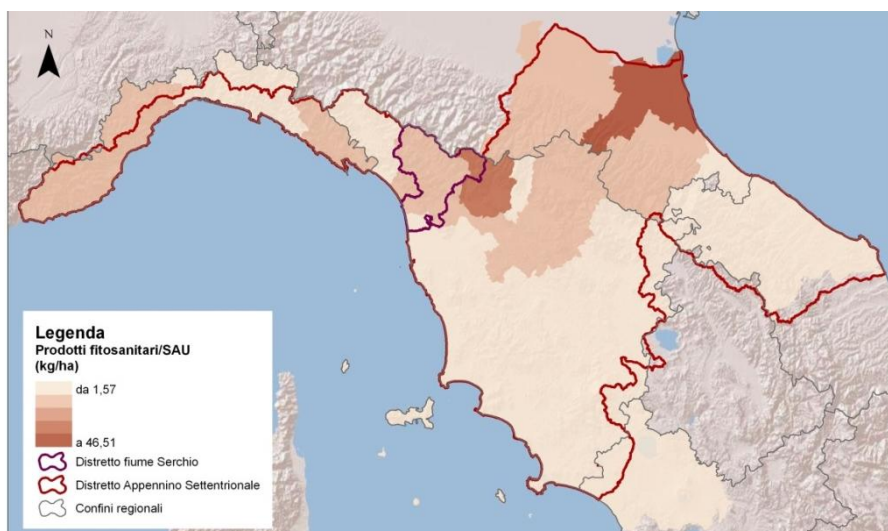 N
Legenda
Prodotti fitosanitari/SAU
(kg/ha)
da 1,57
a 46,51
Distretto fiume Serchio
Distretto Appennino Settentrionale
Confini regionali